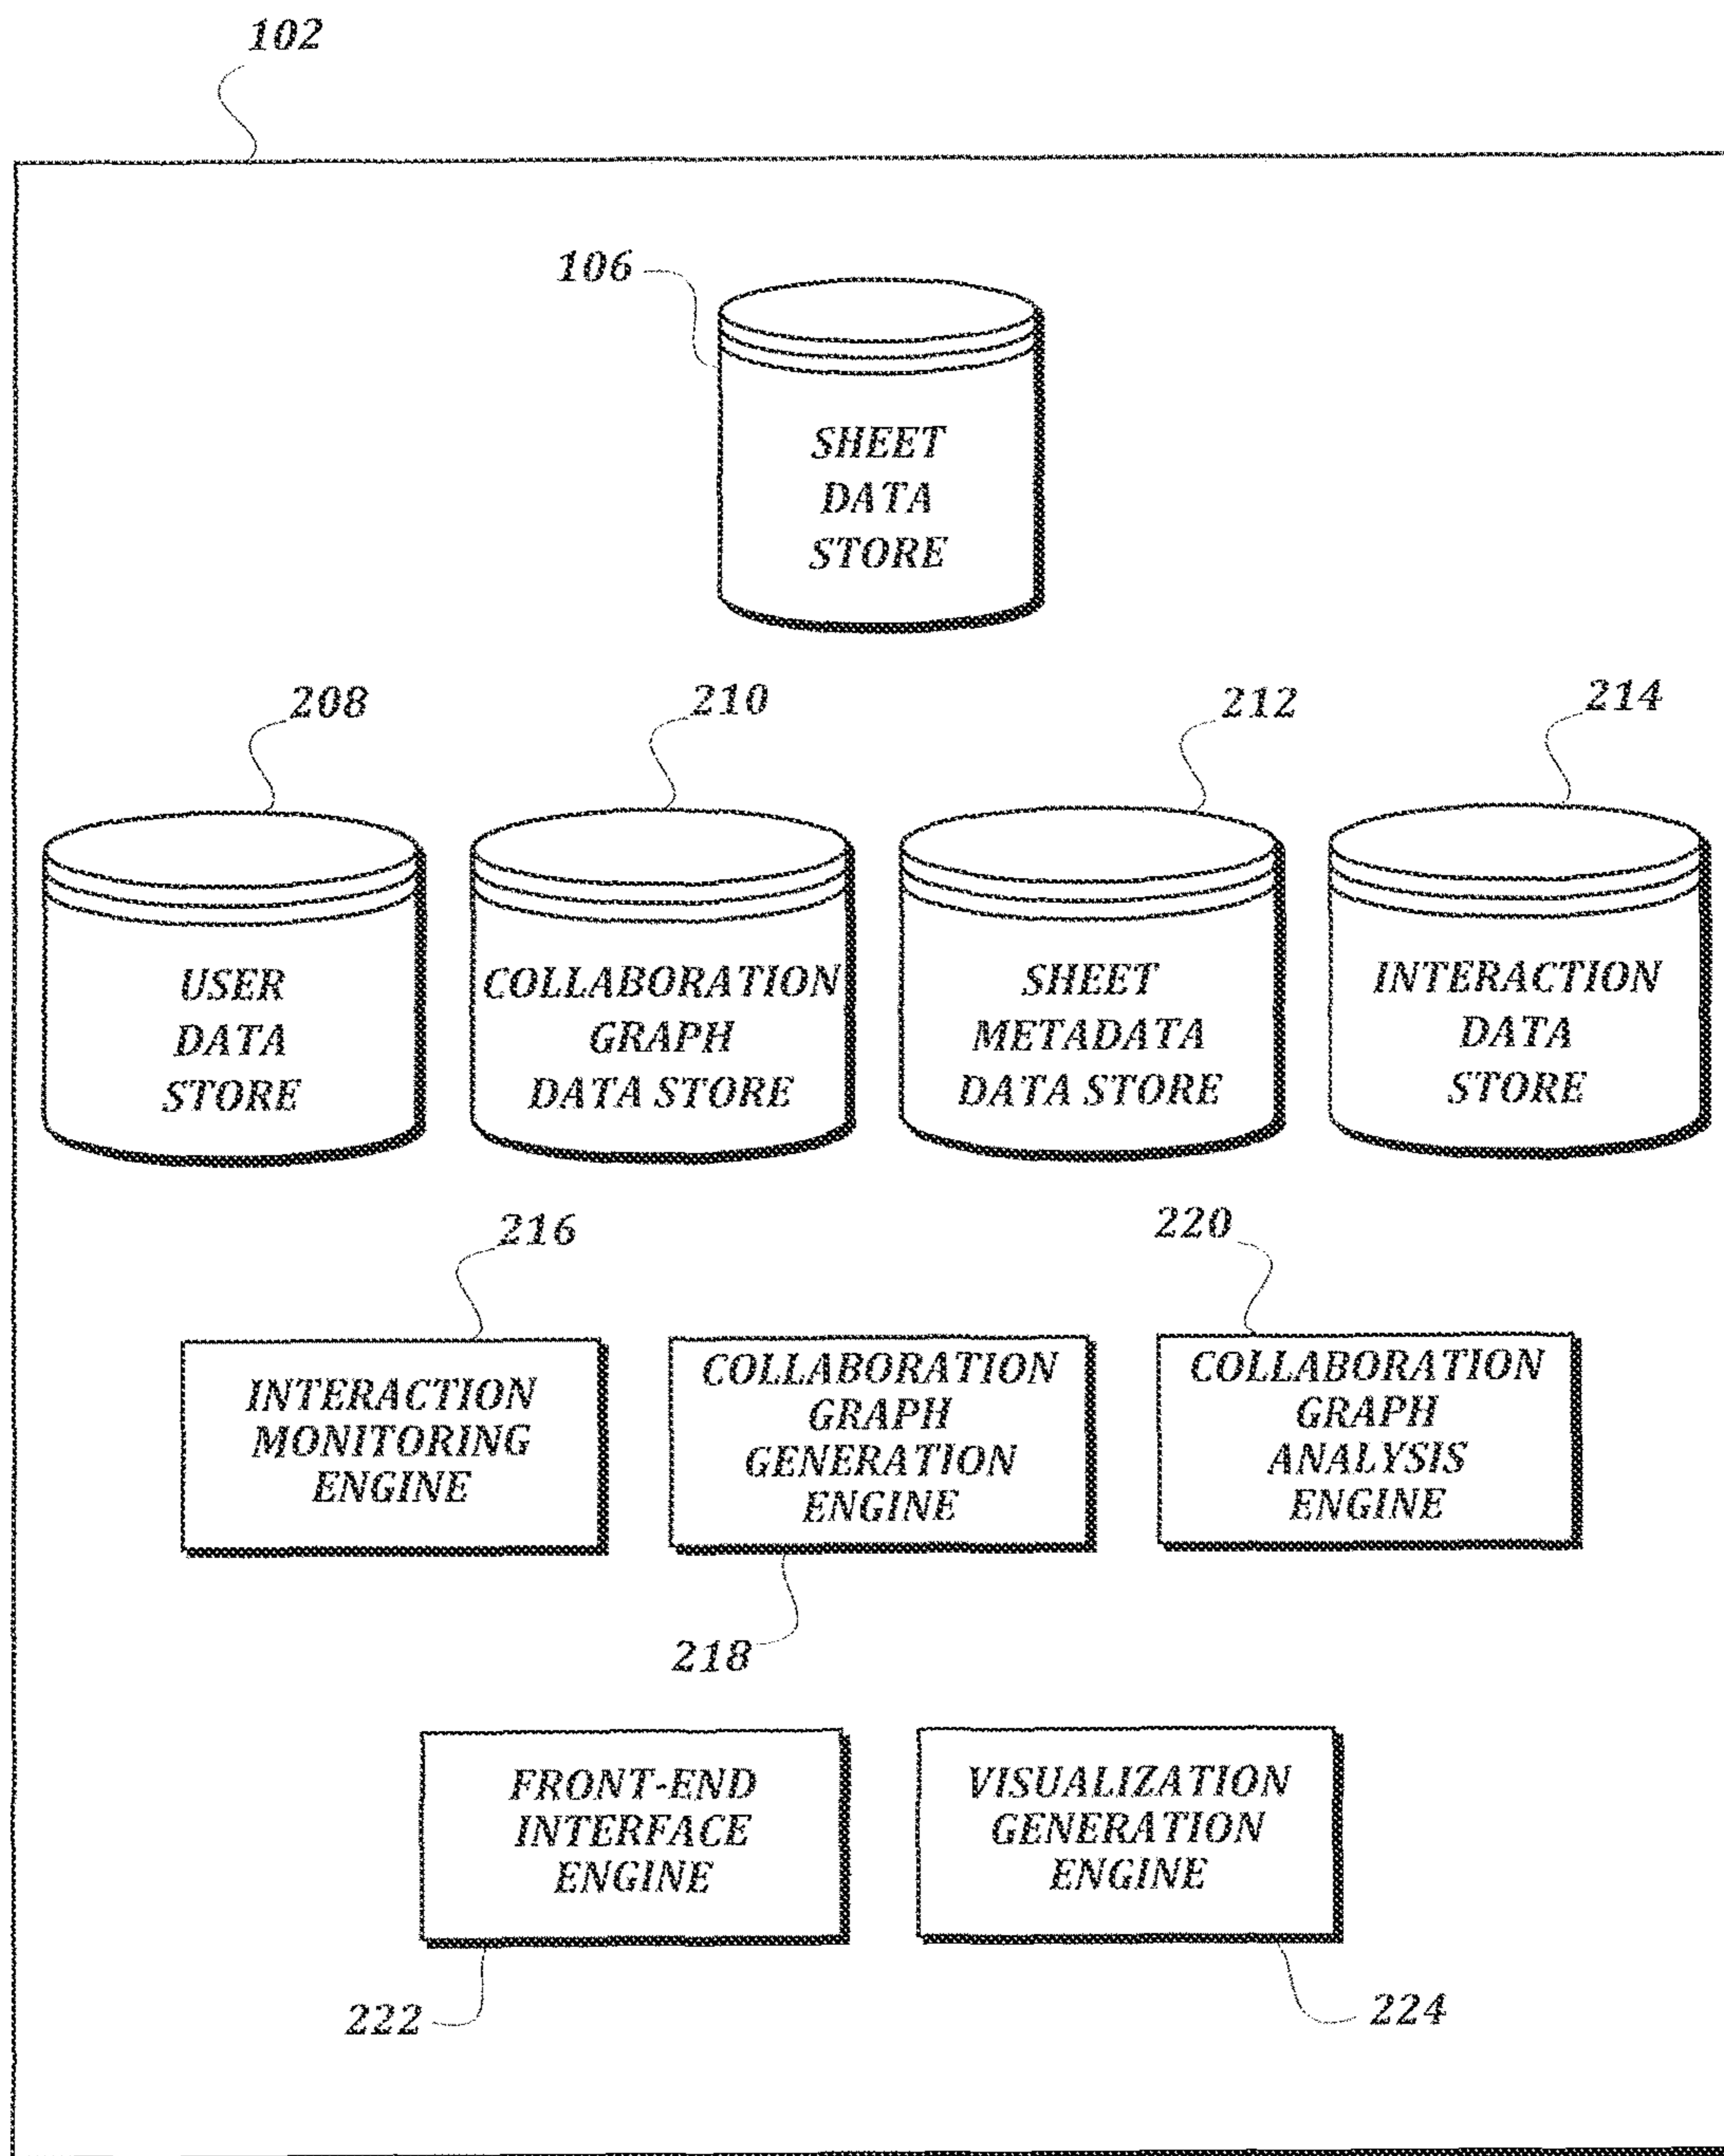 102
106
SHEET
DATA
STORE
208
210
212
214
USER
DATA
STORE
COLLABORATION
GRAPH
DATA STORE
SHEET
METADATA
DATA STORE
INTERACTION
DATA
STORE
216
220
INTERACTION
MONITORING
ENGINE
COLLABORATION
GRAPH
GENERATION
ENGINE
COLLABORATION
GRAPH
ANALYSIS
ENGINE
218
FRONT-END
INTERFACE
ENGINE
VISUALIZATION
GENERATION
ENGINE
222
224